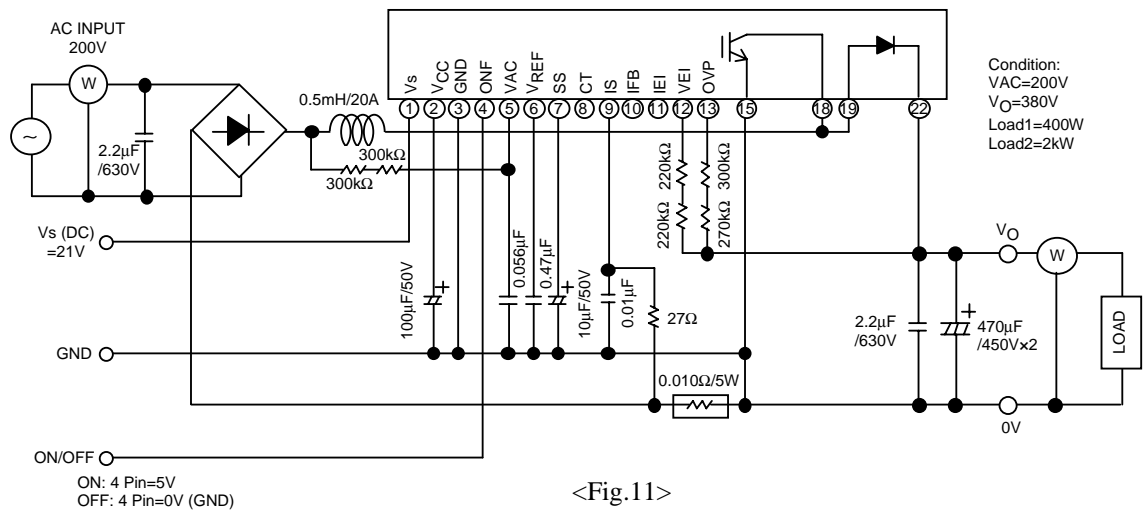 AC INPUT
200V
W
~
2.2µF
/630V
0.5mH/20A
300kΩ
300kΩ
Vs
VCC
GND
ONF
VAC
VREF
SS
CT
IS
IFB
IEI
VEI
OVP
1
2
3
4
5
6
7
8
9
10
11
12
13
15
18
19
22
Condition:
VAC=200V
VO=380V
Load1=400W
Load2=2kW
220kΩ
300kΩ
220kΩ
270kΩ
Vs (DC)
=21V
100µF/50V
+
0.056µF
0.47µF
+
10µF/50V
0.01µF
27Ω
VO
W
2.2µF
/630V
+
470µF
/450V×2
LOAD
GND
0.010Ω/5W
0V
ON/OFF
ON: 4 Pin=5V
OFF: 4 Pin=0V (GND)
<Fig.11>